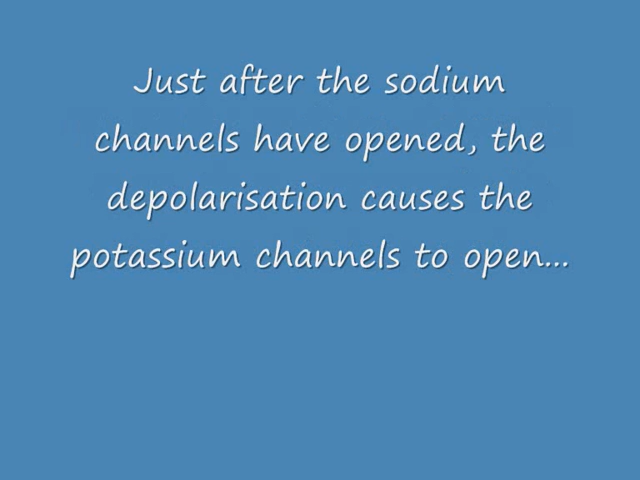 Just after the sodium
channels have opened, the
depolarisation causes the
potassium channels to open...